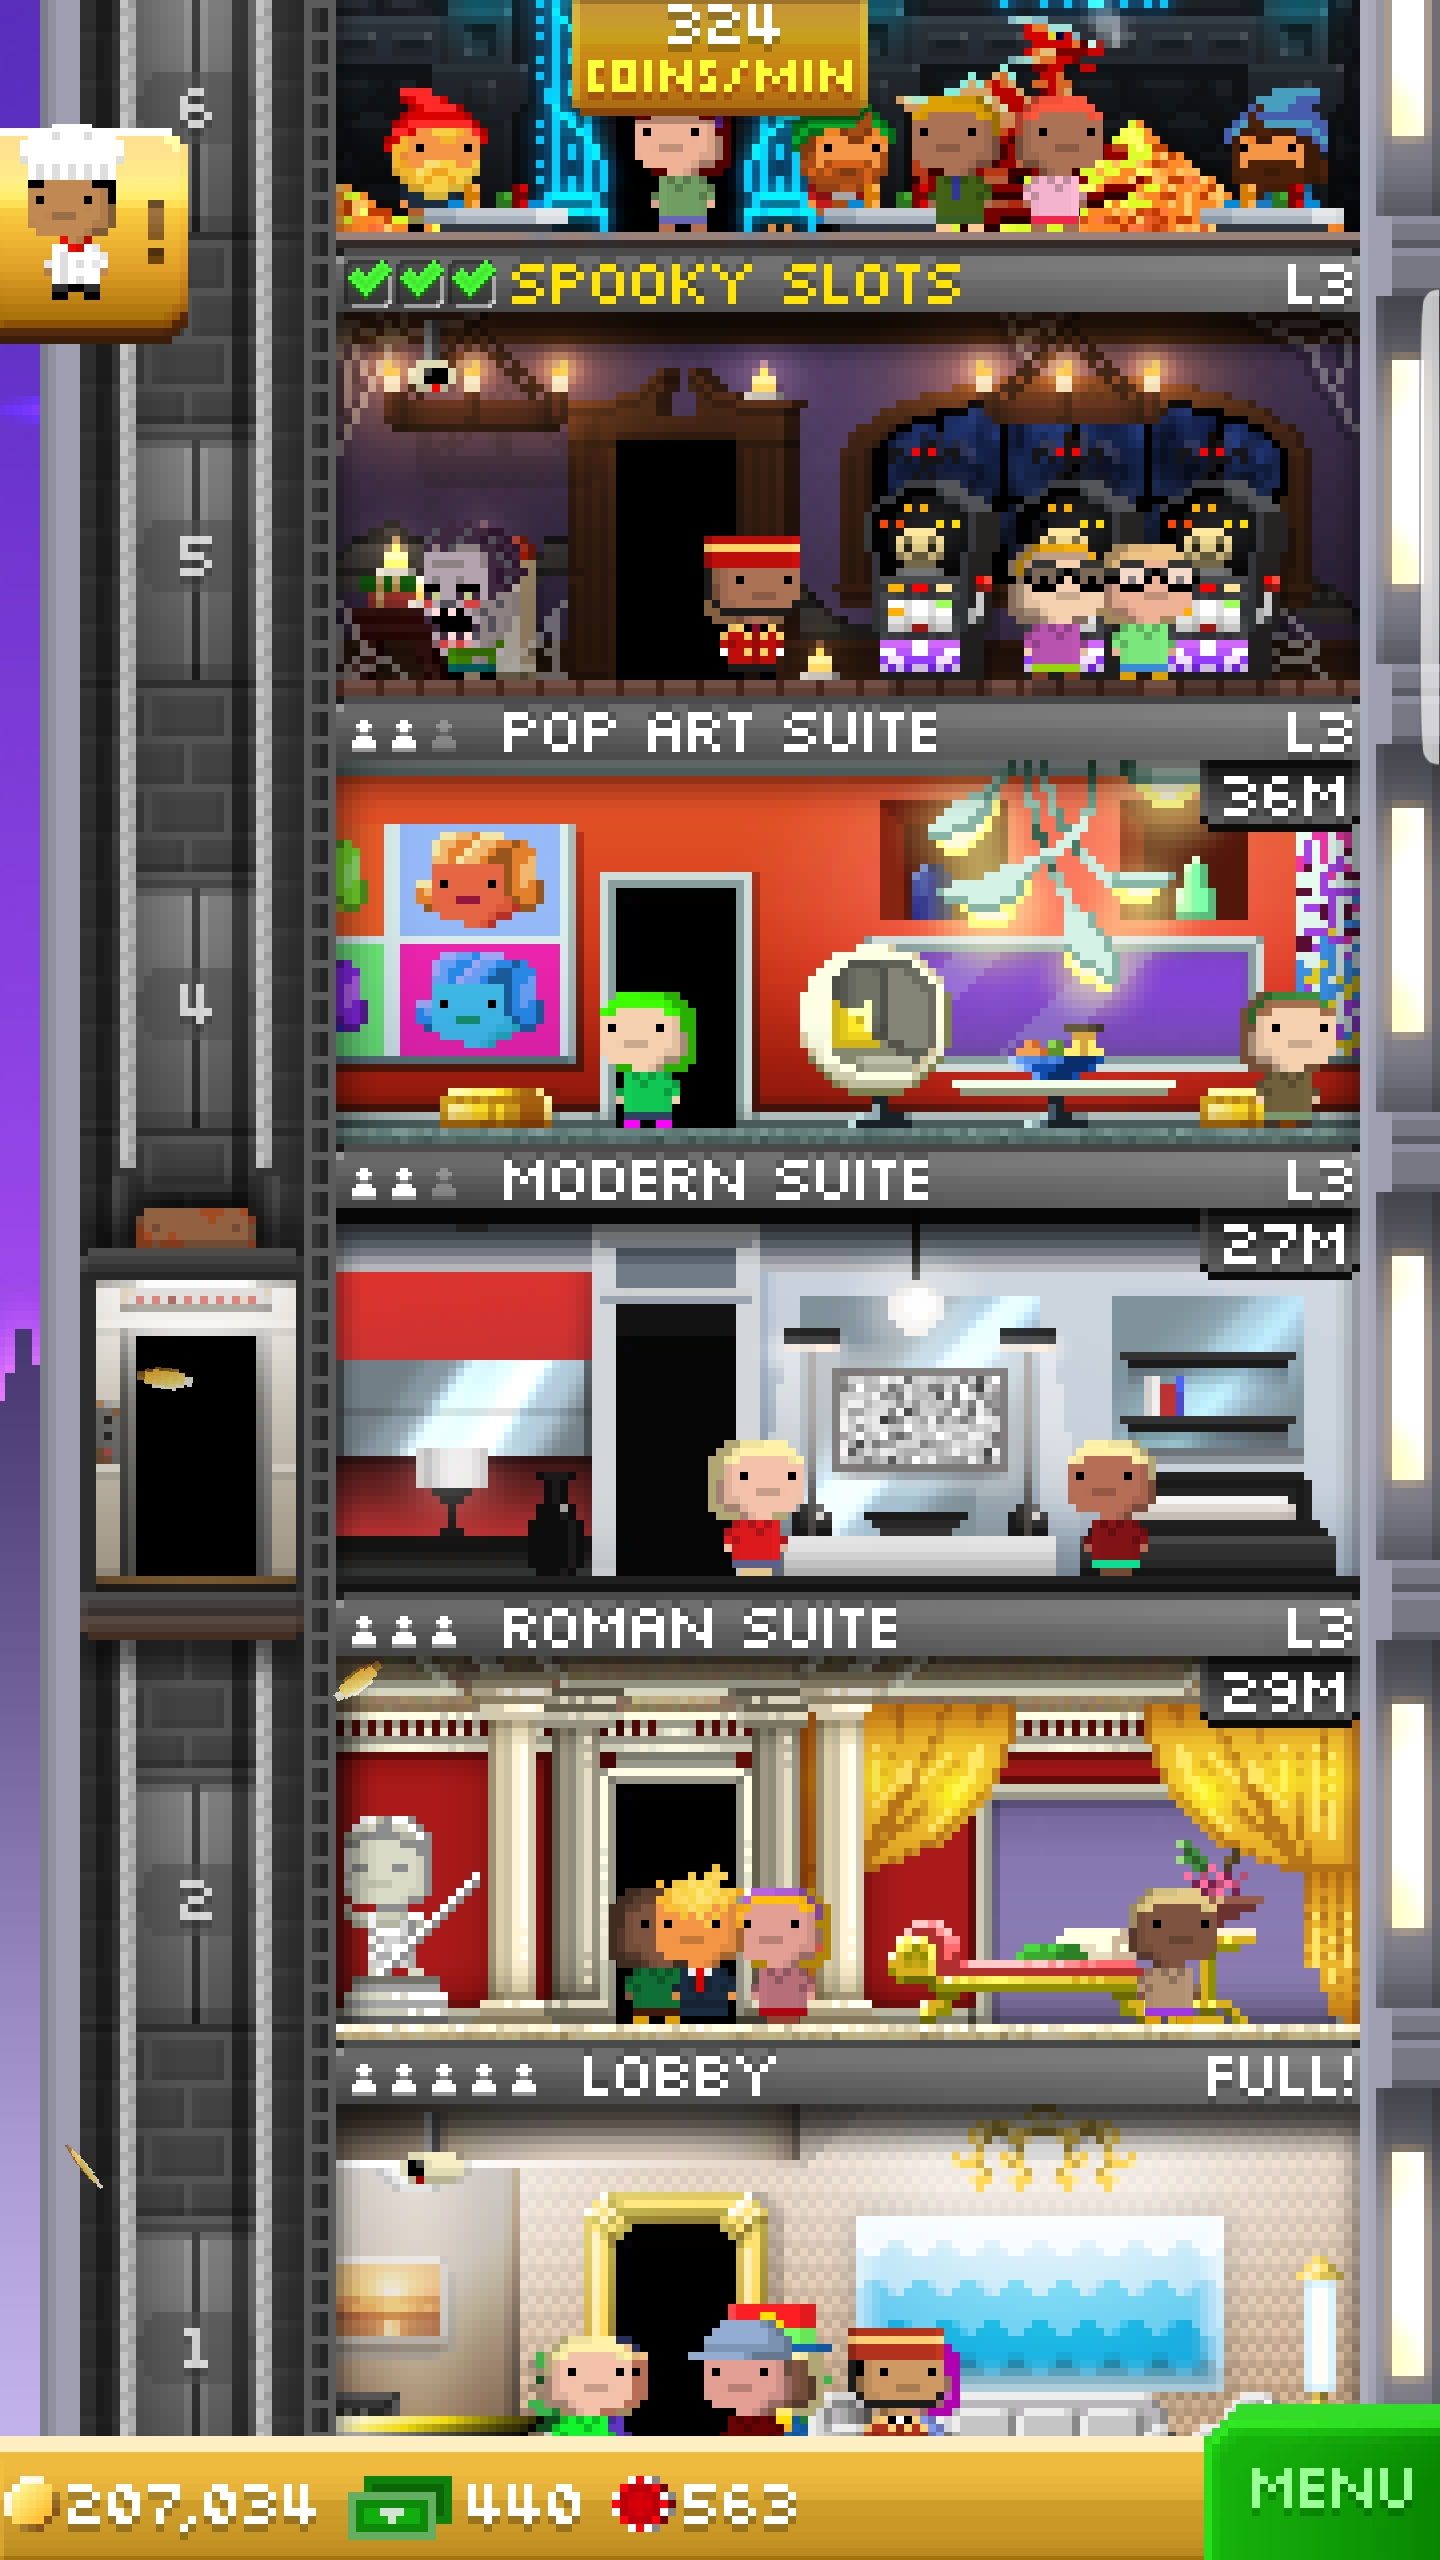 324
COINS/MIN
6
!
SPOOKY SLOTS L3
5
POP ART SUITE L3
36M
4
MODERN SUITE L3
27M
ROMAN SUITE L3
29M
2
LOBBY FULL!
1
207,034 440 563 MENU